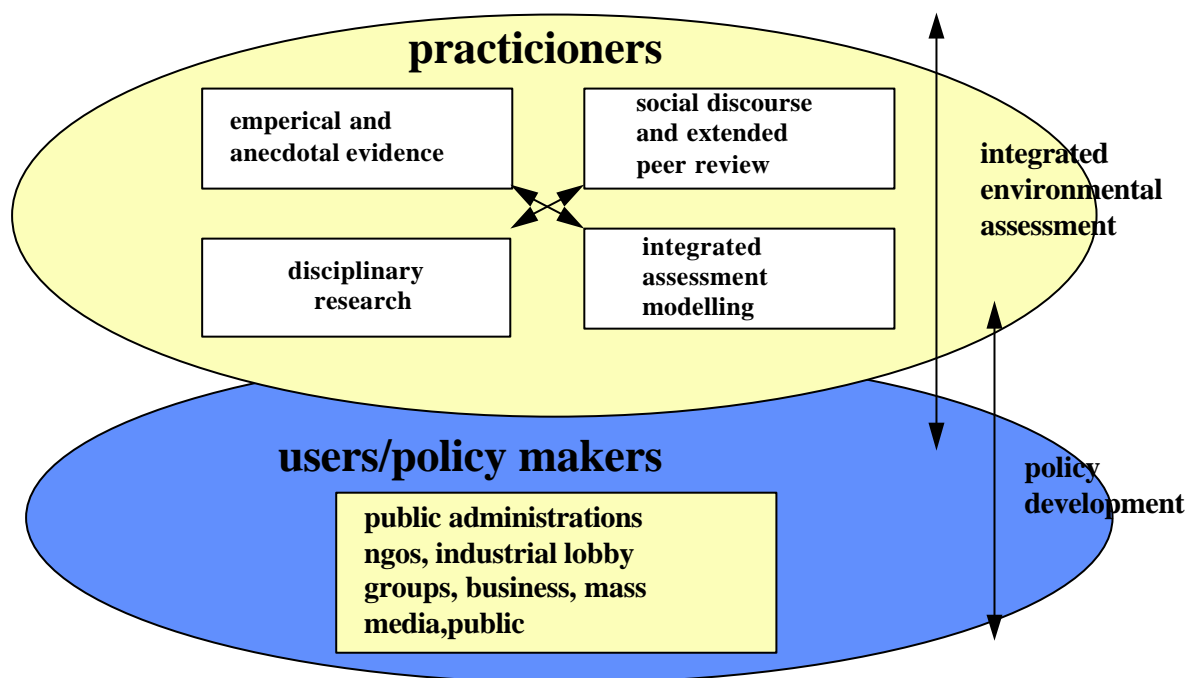 practicioners
emperical and
anecdotal evidence
social discourse
and extended
peer review
disciplinary
research
integrated
assessment
modelling
integrated
environmental
assessment
users/policy makers
public administrations
ngos, industrial lobby
groups, business, mass
media,public
policy
development